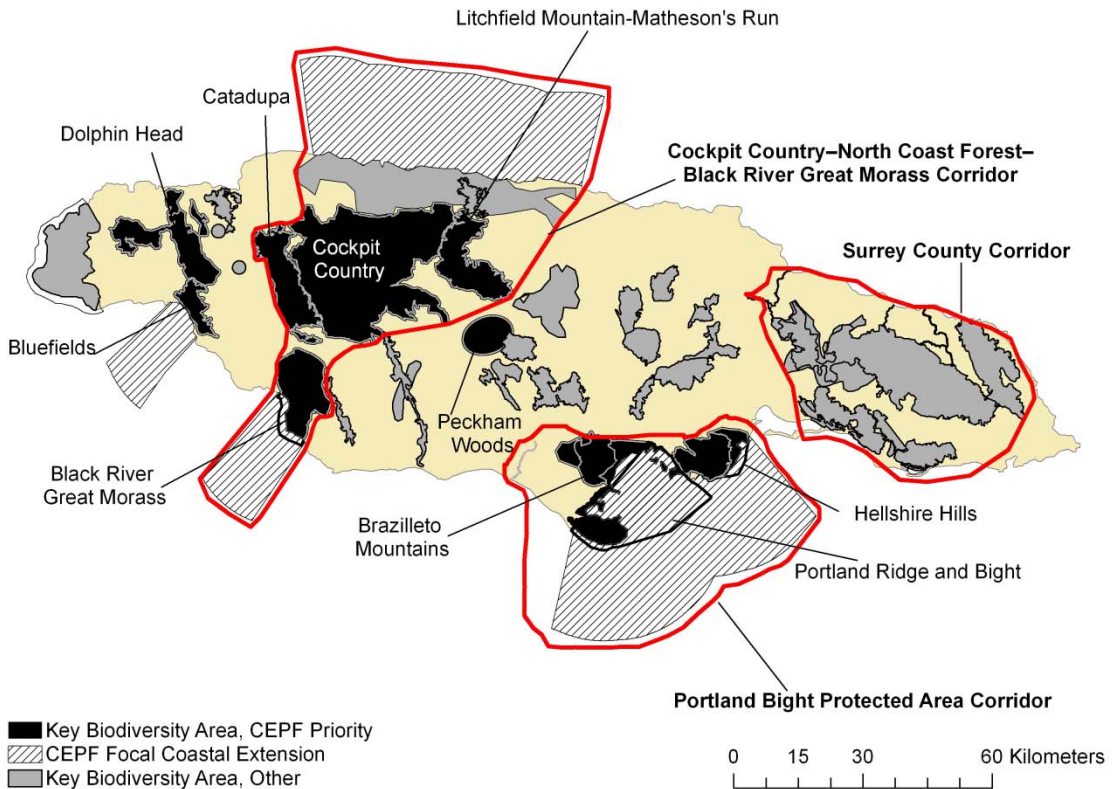 Litchfield Mountain-Matheson's Run
Catadupa
Dolphin Head
Cockpit Country–North Coast Forest–
Black River Great Morass Corridor
Cockpit
Country
Surrey County Corridor
Bluefields
Peckham
Woods
Black River
Great Morass
Brazilleto
Mountains
Hellshire Hills
Portland Ridge and Bight
Portland Bight Protected Area Corridor
Key Biodiversity Area, CEPF Priority
CEPF Focal Coastal Extension
Key Biodiversity Area, Other
0 15 30 60 Kilometers